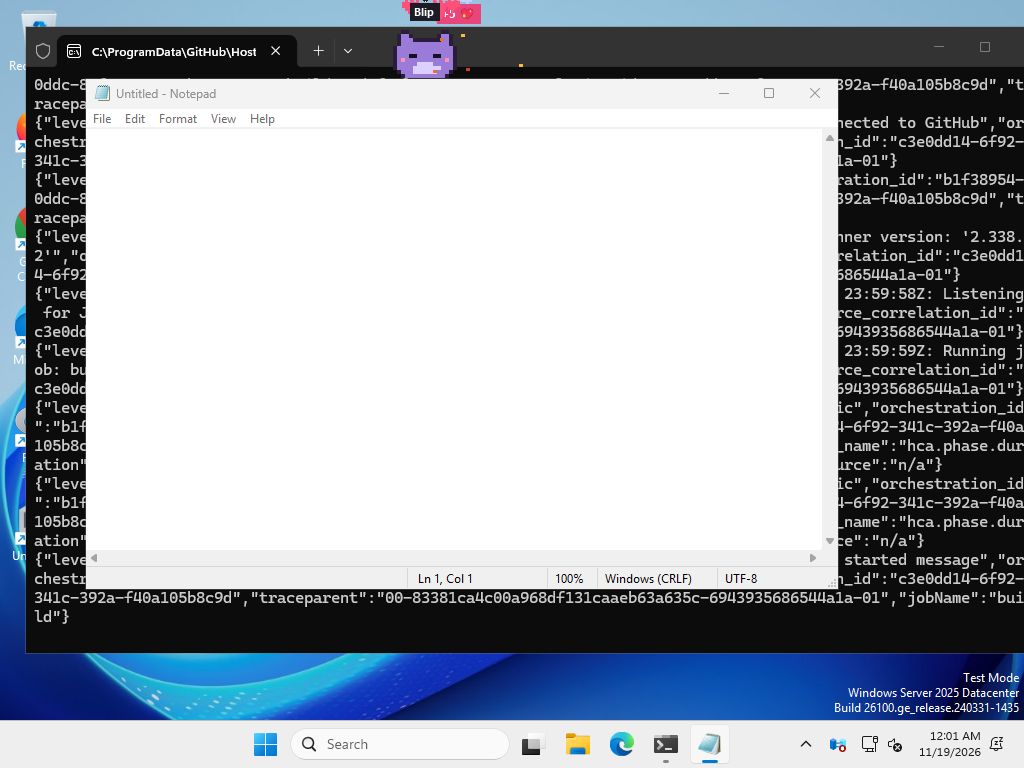 Blip +5
C:\ProgramData\GitHub\Host
Untitled - Notepad
File Edit Format View Help
0ddc-8 392a-f40a105b8c9d","t
racepa
{"leve nected to GitHub","or
chestr n_id":"c3e0dd14-6f92-
341c-3 1a-01"}
{"leve ration_id":"b1f38954-
0ddc-8 392a-f40a105b8c9d","t
racepa
{"leve nner version: '2.338.
2'","o relation_id":"c3e0dd1
4-6f92 686544a1a-01"}
{"leve 23:59:58Z: Listening
for J rce_correlation_id":"
c3e0dd 6943935686544a1a-01"}
{"leve 23:59:59Z: Running j
ob: bu rce_correlation_id":"
c3e0dd 6943935686544a1a-01"}
{"leve ic","orchestration_id
":"b1f 4-6f92-341c-392a-f40a
105b8c _name":"hca.phase.dur
ation" urce":"n/a"}
{"leve ic","orchestration_id
":"b1f 4-6f92-341c-392a-f40a
105b8c _name":"hca.phase.dur
ation" ce":"n/a"}
{"leve started message","or
chestr n_id":"c3e0dd14-6f92-
341c-392a-f40a105b8c9d","traceparent":"00-83381ca4c00a968df131caaeb63a635c-6943935686544a1a-01","jobName":"bui
ld"}
Ln 1, Col 1 100% Windows (CRLF) UTF-8
Test Mode
Windows Server 2025 Datacenter
Build 26100.ge_release.240331-1435
Search
12:01 AM
11/19/2026